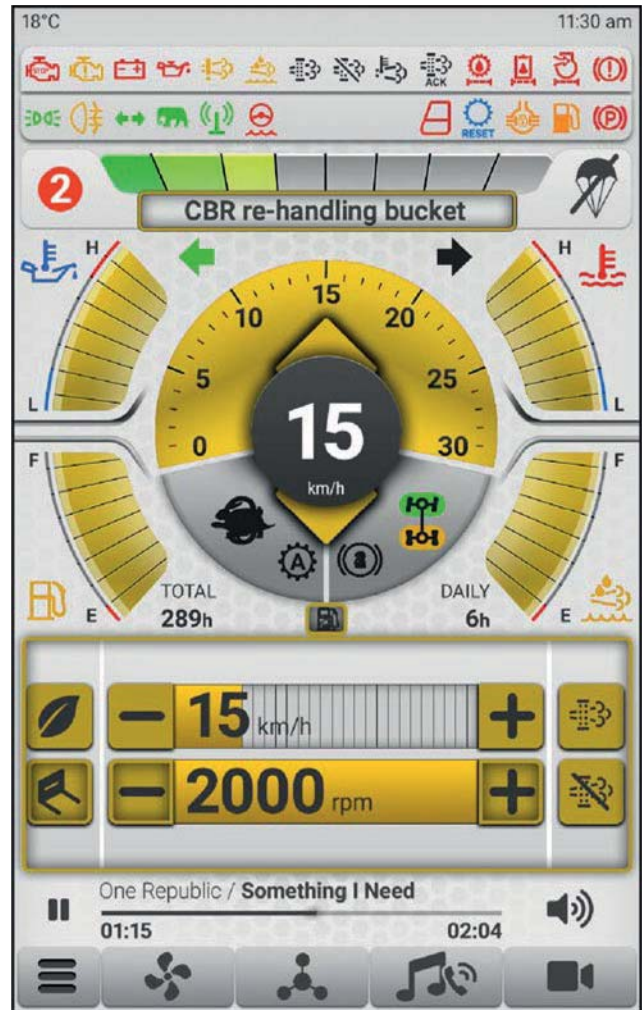 18°C 11:30 am
STOP
ACK
RESET
2
CBR re-handling bucket
H H
15
10 20
5 25
0 30
L L
15
km/h
F F
A a
TOTAL DAILY
E 289h 6h E
15 km/h
2000 rpm
One Republic / Something I Need
01:15 02:04